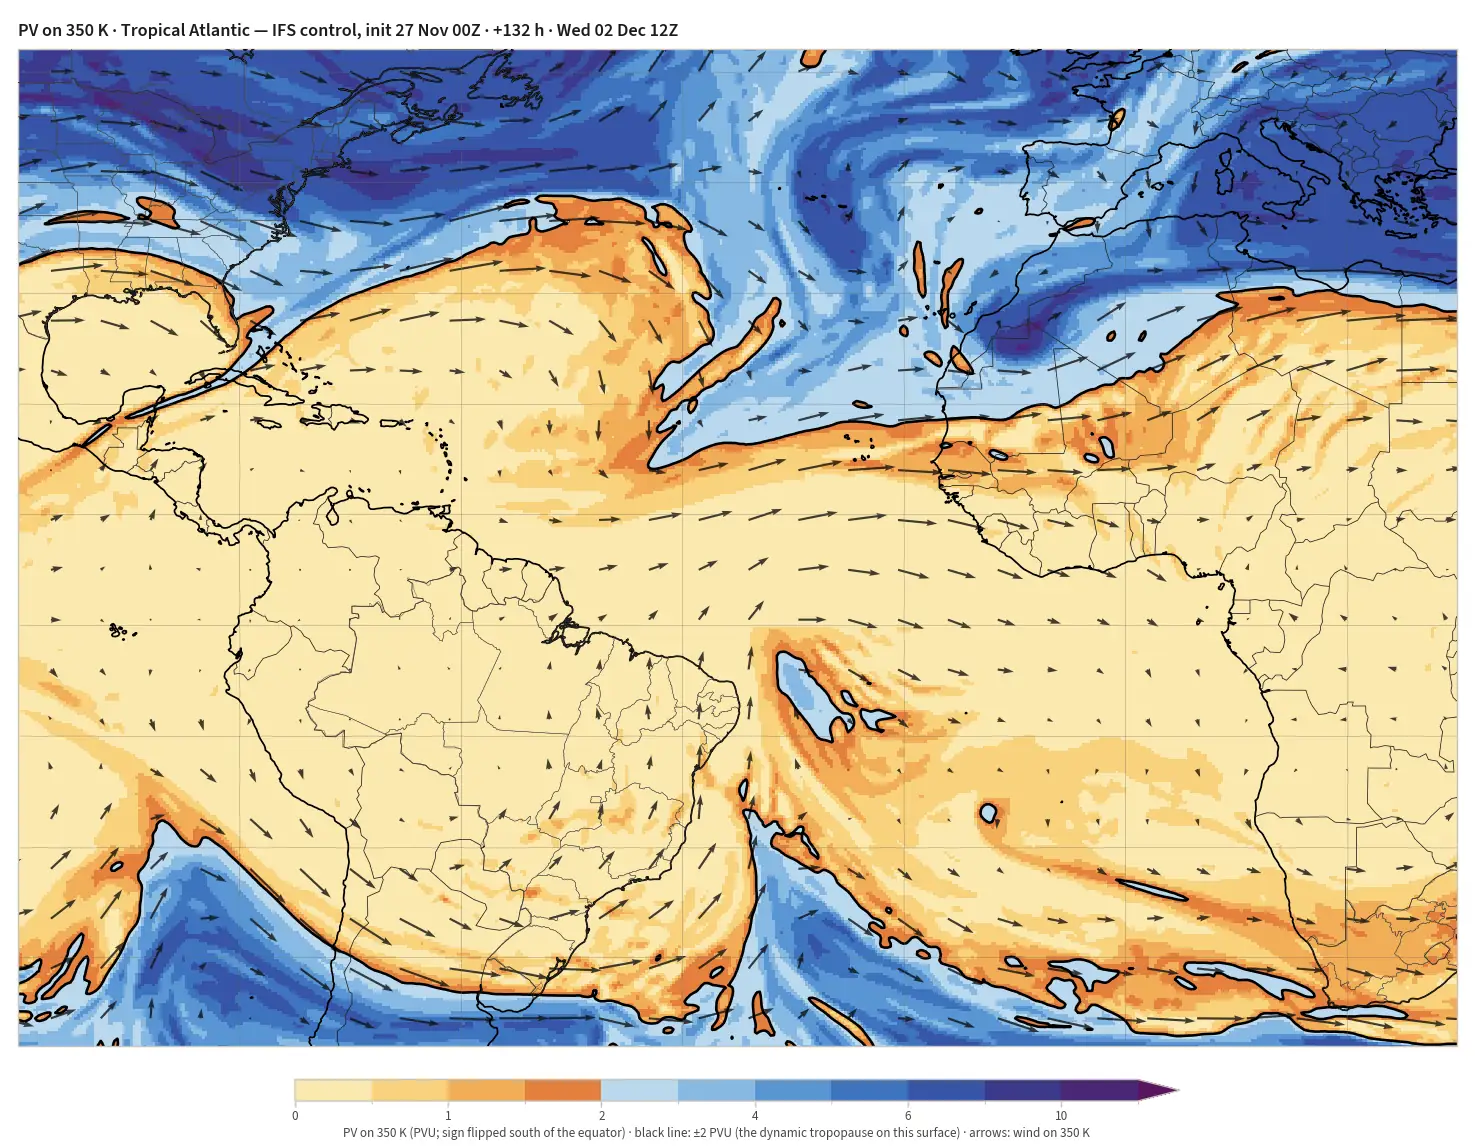 PV on 350 K · Tropical Atlantic — IFS control, init 27 Nov 00Z · +132 h · Wed 02 Dec 12Z
0 1 2 4 6 10
PV on 350 K (PVU; sign flipped south of the equator) · black line: ±2 PVU (the dynamic tropopause on this surface) · arrows: wind on 350 K